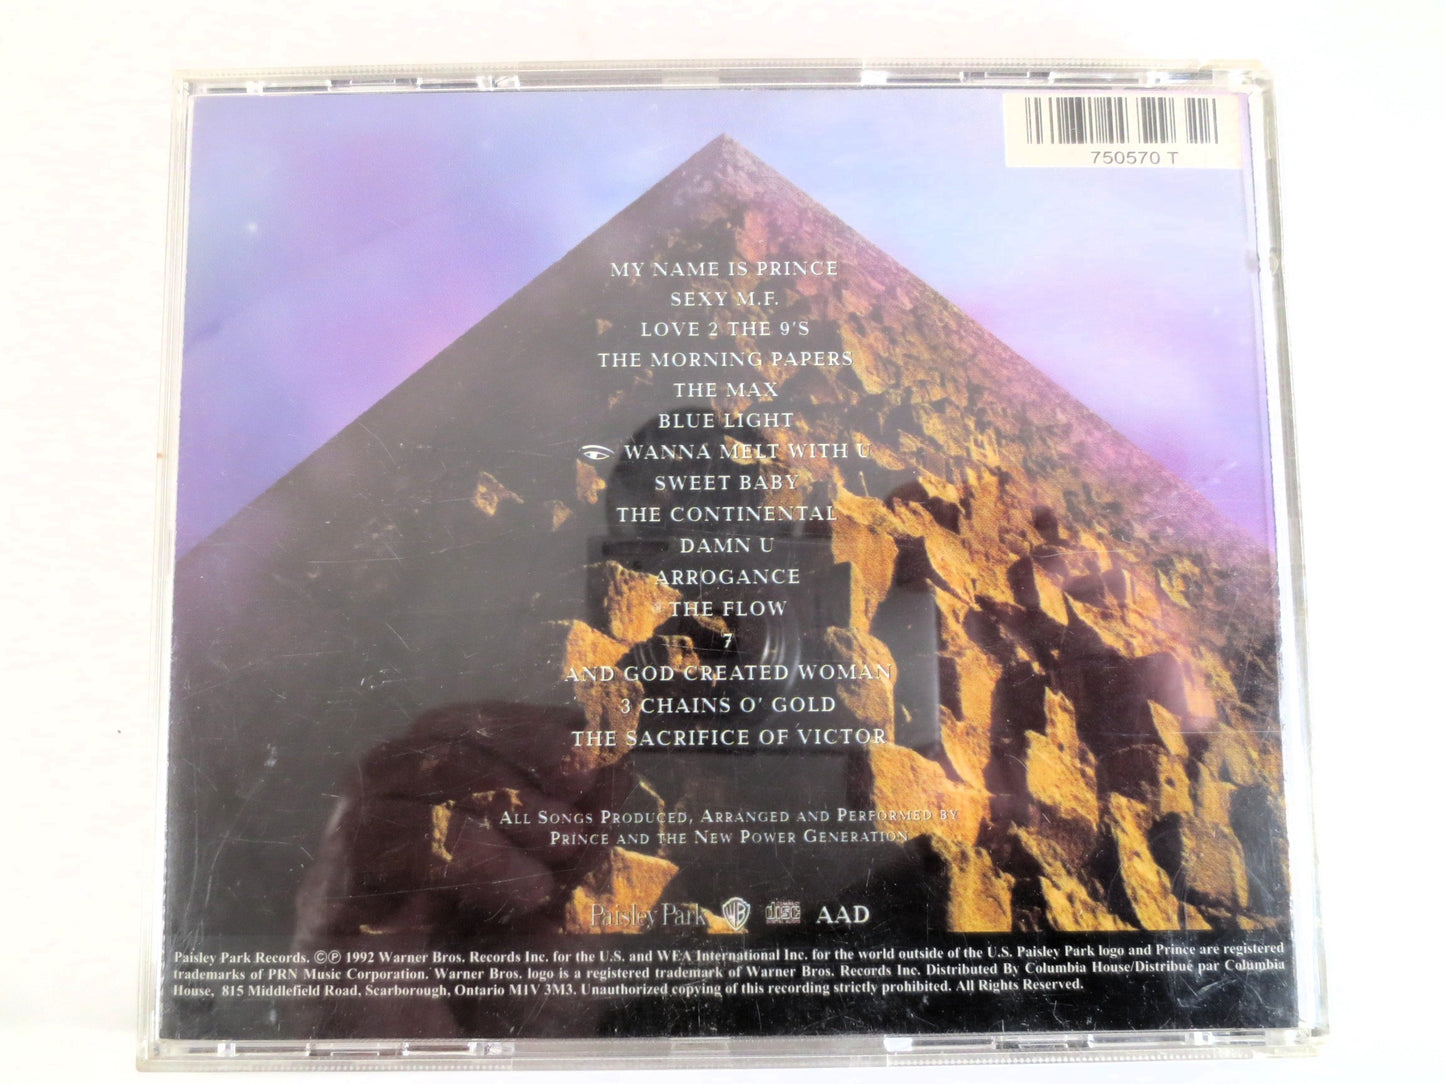 750570 T
MY NAME IS PRINCE
SEXY M.F.
LOVE 2 THE 9'S
THE MORNING PAPERS
THE MAX
BLUE LIGHT
WANNA MELT WITH U
SWEET BABY
THE CONTINENTAL
DAMN U
ARROGANCE
THE FLOW
7
AND GOD CREATED WOMAN
3 CHAINS O' GOLD
THE SACRIFICE OF VICTOR
ALL SONGS PRODUCED, ARRANGED AND PERFORMED BY
PRINCE AND THE NEW POWER GENERATION
Paisley Park WB COMPACT disc DIGITAL AUDIO AAD
Paisley Park Records. ©℗ 1992 Warner Bros. Records Inc. for the U.S. and WEA International Inc. for the world outside of the U.S. Paisley Park logo and Prince are registered
trademarks of PRN Music Corporation. Warner Bros. logo is a registered trademark of Warner Bros. Records Inc. Distributed By Columbia House/Distribué par Columbia
House, 815 Middlefield Road, Scarborough, Ontario M1V 3M3. Unauthorized copying of this recording strictly prohibited. All Rights Reserved.